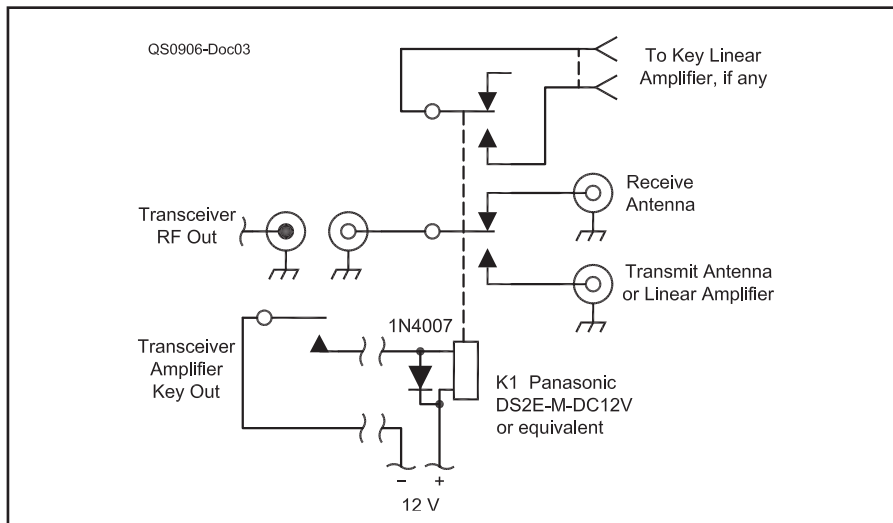 QS0906-Doc03
To Key Linear
Amplifier, if any
Receive
Antenna
Transceiver
RF Out
Transmit Antenna
or Linear Amplifier
1N4007
Transceiver
Amplifier
Key Out
K1 Panasonic
DS2E-M-DC12V
or equivalent
– +
12 V